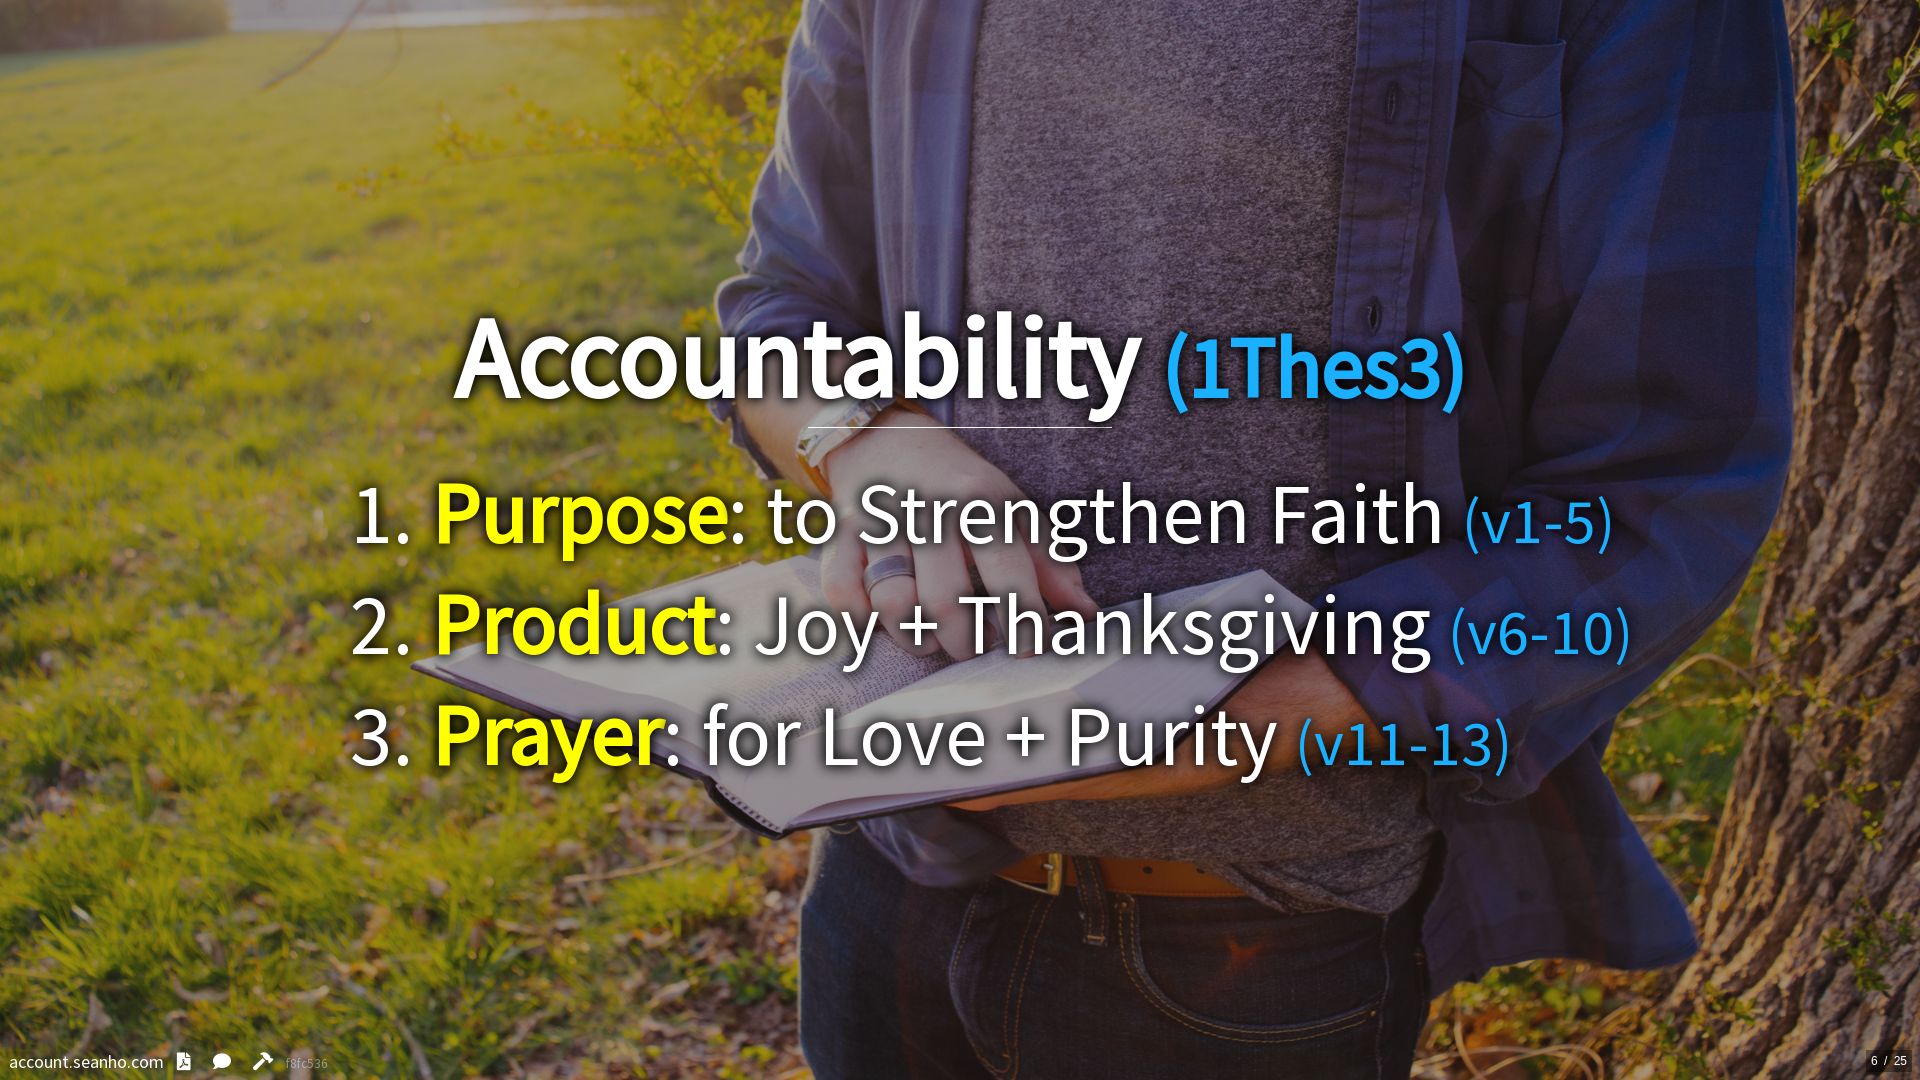 Accountability (1Thes3)
1. Purpose: to Strengthen Faith (v1-5)
2. Product: Joy + Thanksgiving (v6-10)
3. Prayer: for Love + Purity (v11-13)
account.seanho.com f8fc536
6 / 25